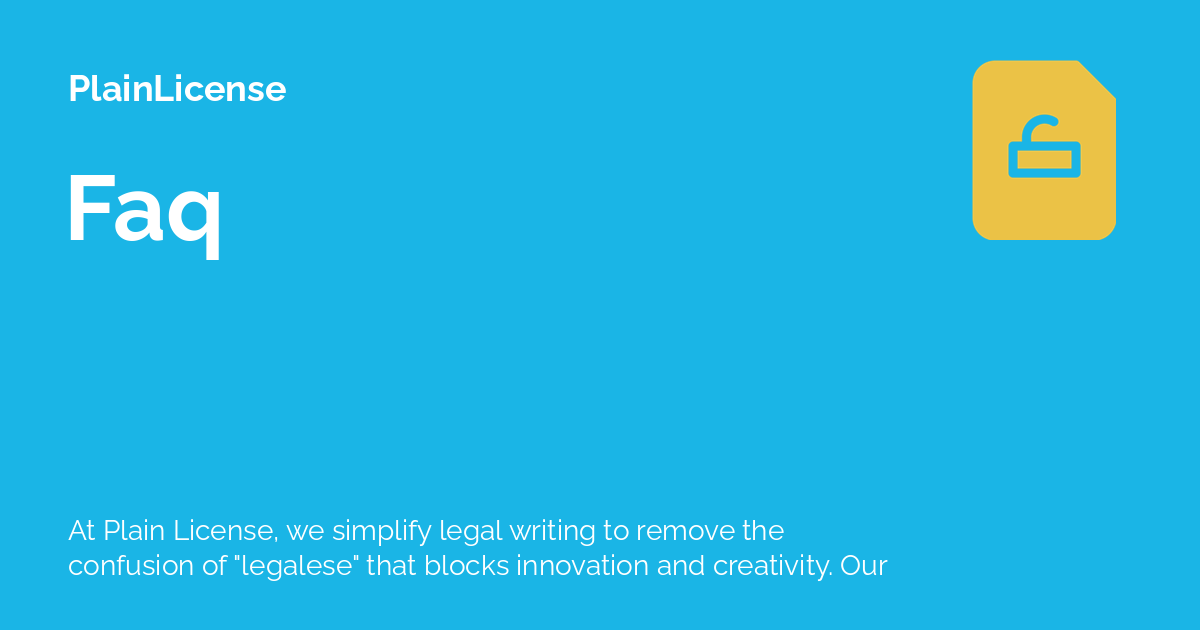 PlainLicense
Faq
At Plain License, we simplify legal writing to remove the
confusion of "legalese" that blocks innovation and creativity. Our